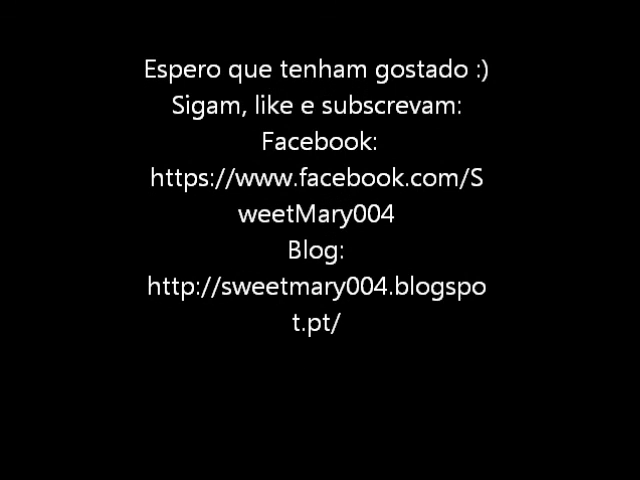 Espero que tenham gostado :)
Sigam, like e subscrevam:
Facebook:
https://www.facebook.com/S
weetMary004
Blog:
http://sweetmary004.blogspo
t.pt/